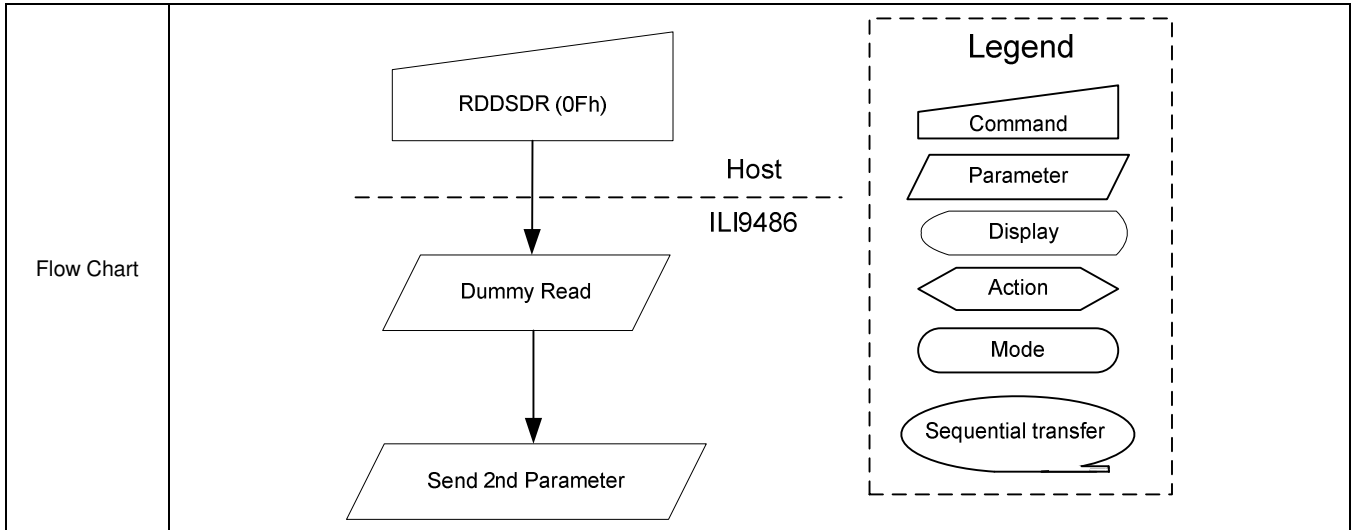 Flow Chart
RDDSDR (0Fh)
Host
ILI9486
Dummy Read
Send 2nd Parameter
Legend
Command
Parameter
Display
Action
Mode
Sequential transfer